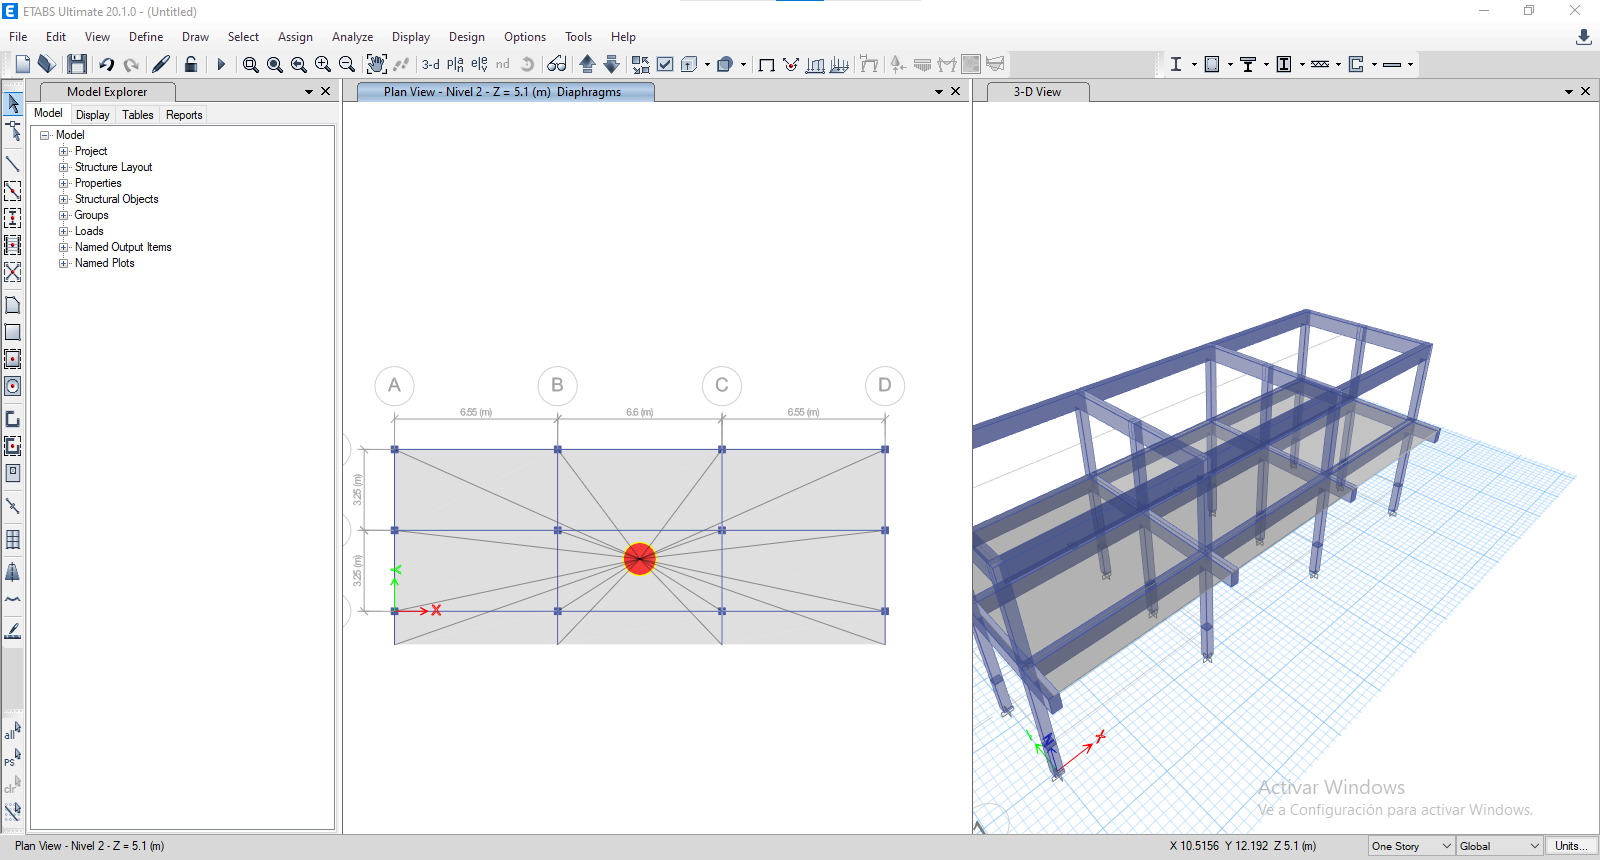 ETABS Ultimate 20.1.0 - (Untitled)
File Edit View Define Draw Select Assign Analyze Display Design Options Tools Help
3-d plan elev nd
Model Explorer
Plan View - Nivel 2 - Z = 5.1 (m) Diaphragms
3-D View
Model Display Tables Reports
Model
Project
Structure Layout
Properties
Structural Objects
Groups
Loads
Named Output Items
Named Plots
A B C D
6.55 (m) 6.6 (m) 6.55 (m)
3.25 (m)
3.25 (m)
Y
X
all
PS
clr
X
Activar Windows
Ve a Configuración para activar Windows.
Plan View - Nivel 2 - Z = 5.1 (m)
X 10.5156 Y 12.192 Z 5.1 (m)
One Story
Global
Units...